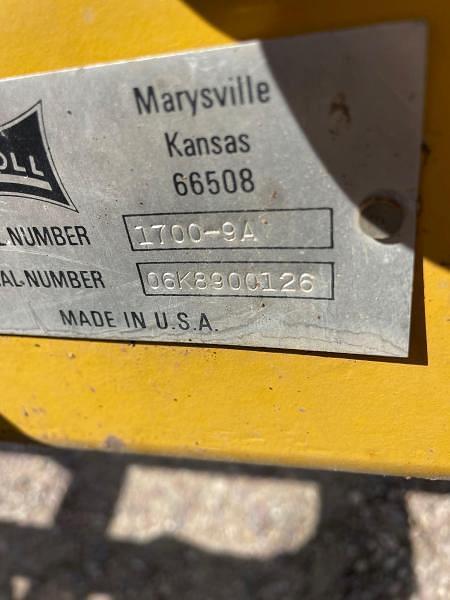 Marysville
Kansas
66508
OLL
L NUMBER 1700-9A
AL NUMBER 06K8900126
MADE IN U.S.A.